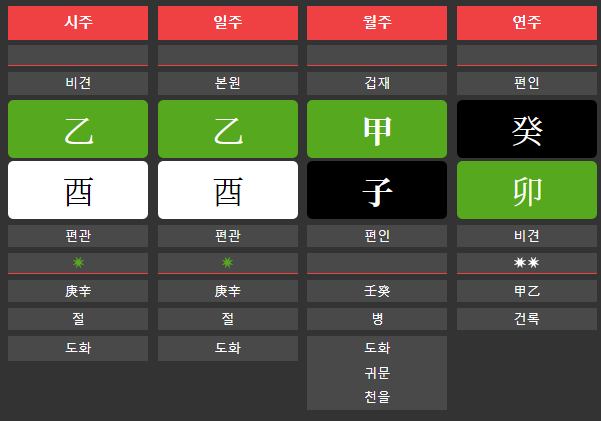 시주 일주 월주 연주
비견 본원 겁재 편인
乙 乙 甲 癸
酉 酉 子 卯
편관 편관 편인 비견
庚辛 庚辛 壬癸 甲乙
절 절 병 건록
도화 도화 도화
귀문
천을